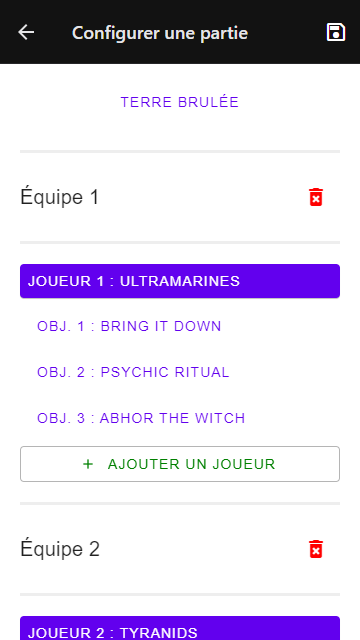 Configurer une partie
TERRE BRULÉE
Équipe 1
JOUEUR 1 : ULTRAMARINES
OBJ. 1 : BRING IT DOWN
OBJ. 2 : PSYCHIC RITUAL
OBJ. 3 : ABHOR THE WITCH
+ AJOUTER UN JOUEUR
Équipe 2
JOUEUR 2 : TYRANIDS